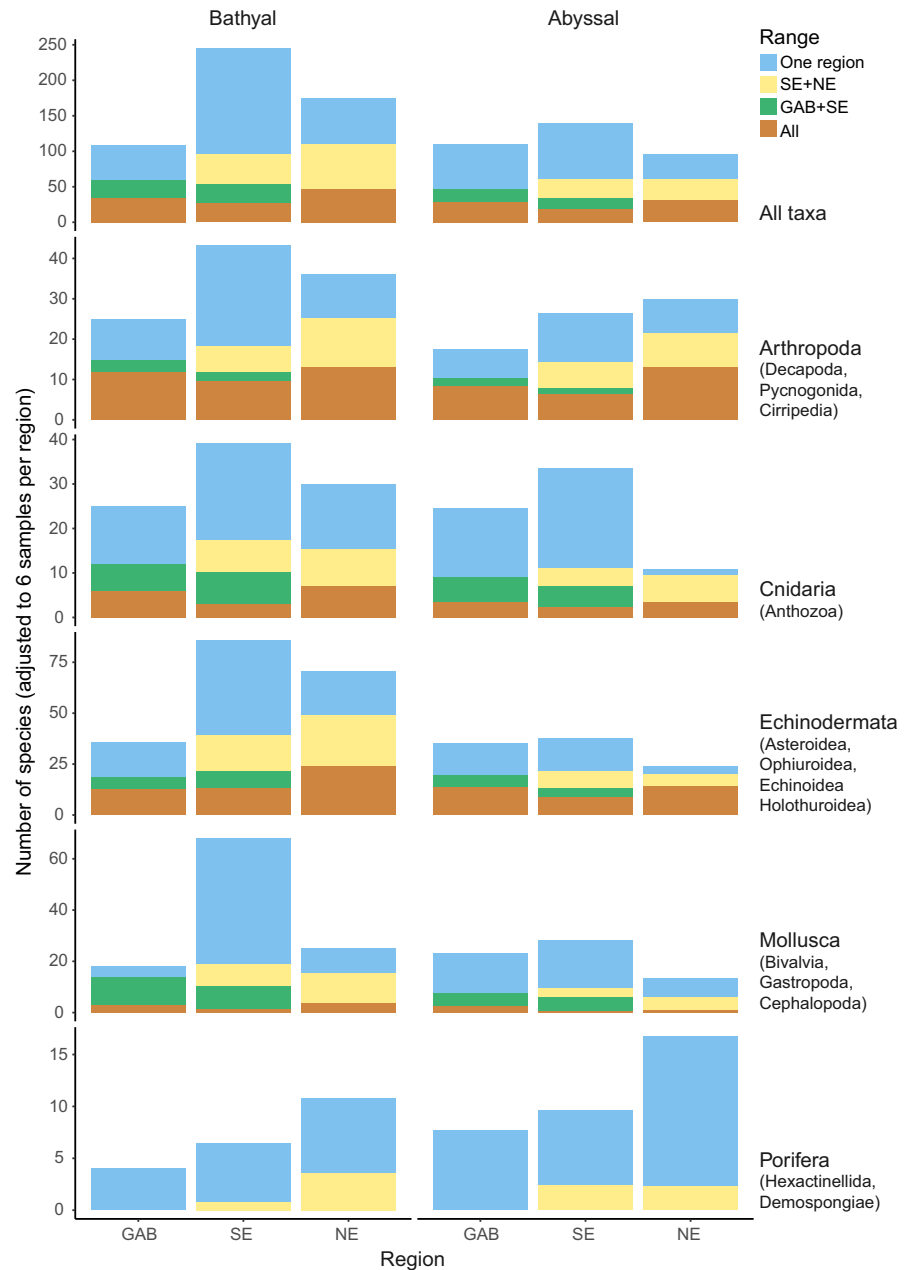 Bathyal
Abyssal
Range
One region
SE+NE
GAB+SE
All
250
200
150
100
50
0
All taxa
40
30
20
10
0
Arthropoda
(Decapoda,
Pycnogonida,
Cirripedia)
40
30
20
10
0
Cnidaria
(Anthozoa)
75
50
25
0
Echinodermata
(Asteroidea,
Ophiuroidea,
Echinoidea
Holothuroidea)
60
40
20
0
Mollusca
(Bivalvia,
Gastropoda,
Cephalopoda)
15
10
5
0
Porifera
(Hexactinellida,
Demospongiae)
Number of species (adjusted to 6 samples per region)
GAB
SE
NE
GAB
SE
NE
Region